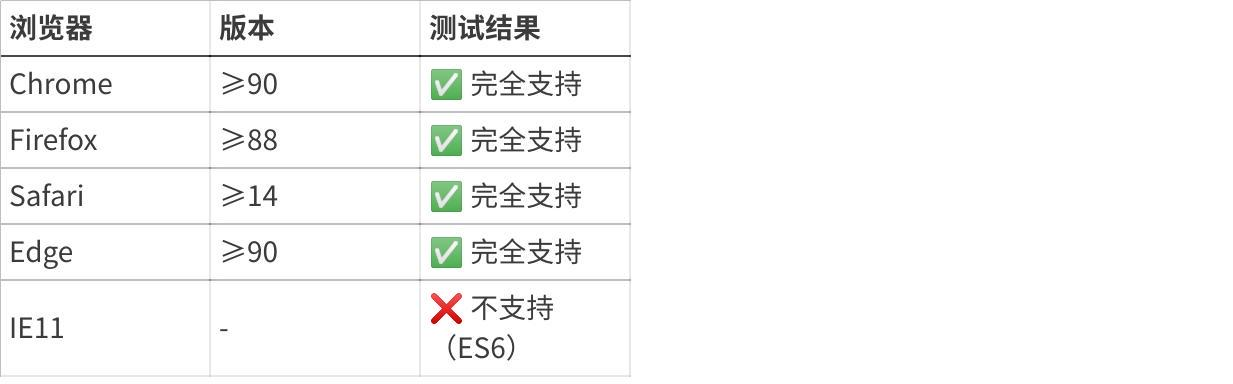 浏览器 版本 测试结果
Chrome ≥90 ✅ 完全支持
Firefox ≥88 ✅ 完全支持
Safari ≥14 ✅ 完全支持
Edge ≥90 ✅ 完全支持
IE11 - ❌ 不支持
（ES6）